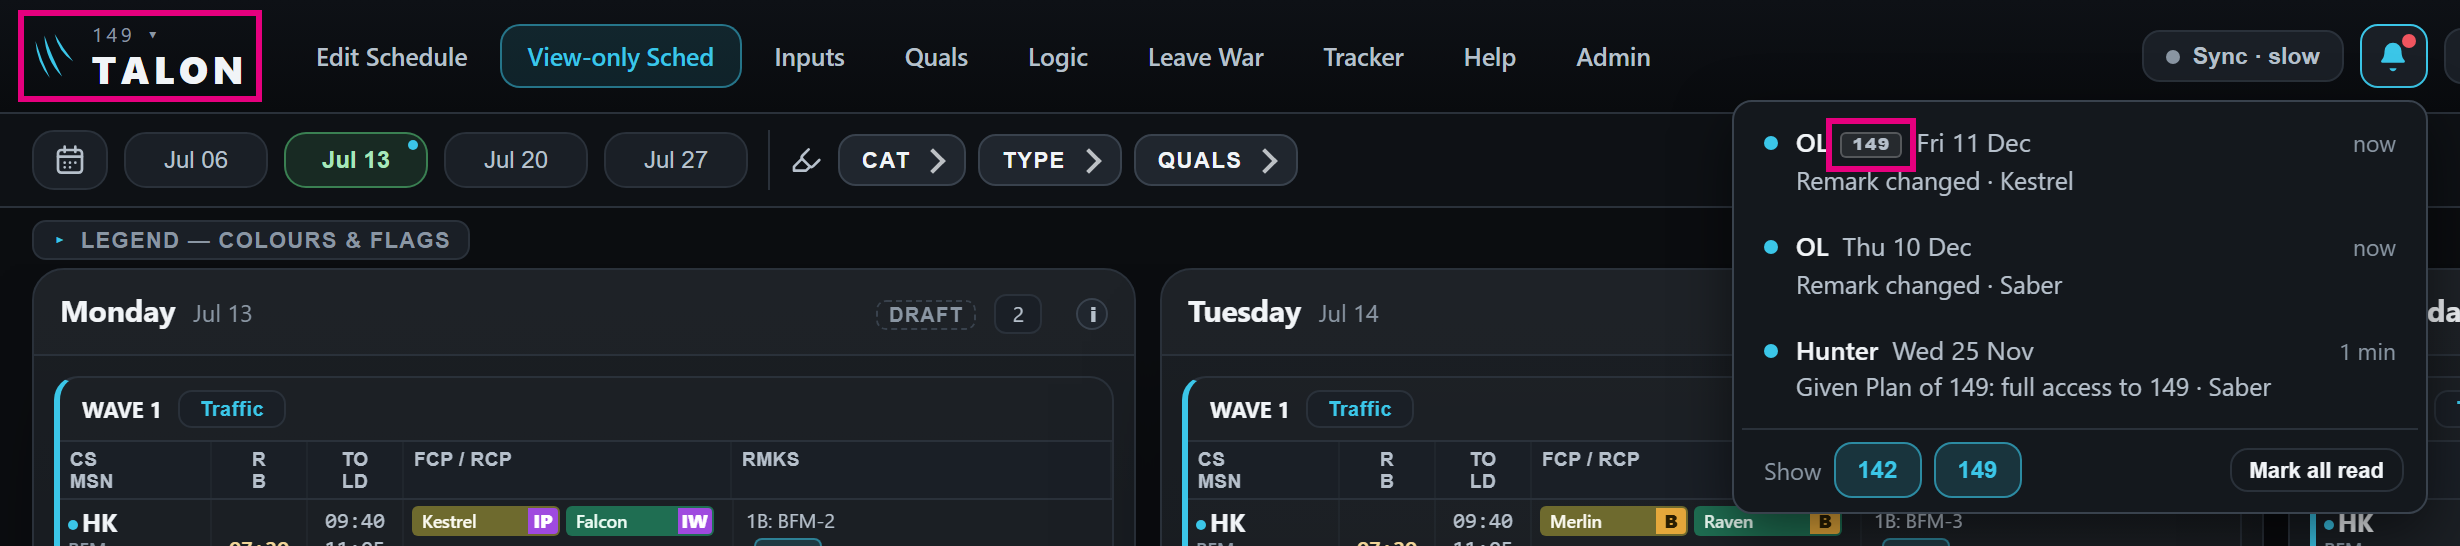 149 ▾
TALON
Edit Schedule
View-only Sched
Inputs
Quals
Logic
Leave War
Tracker
Help
Admin
Sync · slow
Jul 06
Jul 13
Jul 20
Jul 27
CAT
TYPE
QUALS
LEGEND — COLOURS & FLAGS
OL 149 Fri 11 Dec now
Remark changed · Kestrel
OL Thu 10 Dec now
Remark changed · Saber
Hunter Wed 25 Nov 1 min
Given Plan of 149: full access to 149 · Saber
Show 142 149 Mark all read
Monday Jul 13 DRAFT 2 i
WAVE 1 Traffic
CS R TO FCP / RCP RMKS
MSN B LD
HK 09:40 Kestrel IP Falcon IW 1B: BFM-2
Tuesday Jul 14
WAVE 1 Traffic
CS R TO FCP / RCP
MSN B LD
HK 09:40 Merlin B Raven B 1B: BFM-3
HK